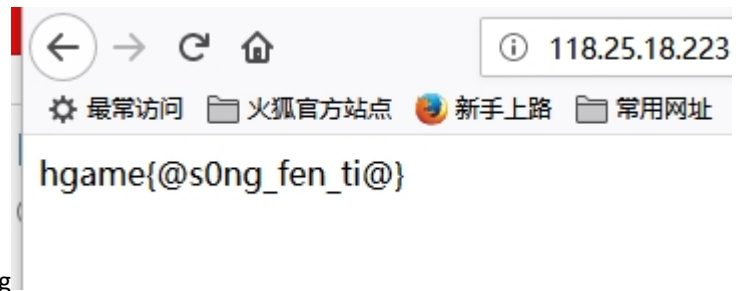 118.25.18.223
最常访问 火狐官方站点 新手上路 常用网址
hgame{@s0ng_fen_ti@}
g